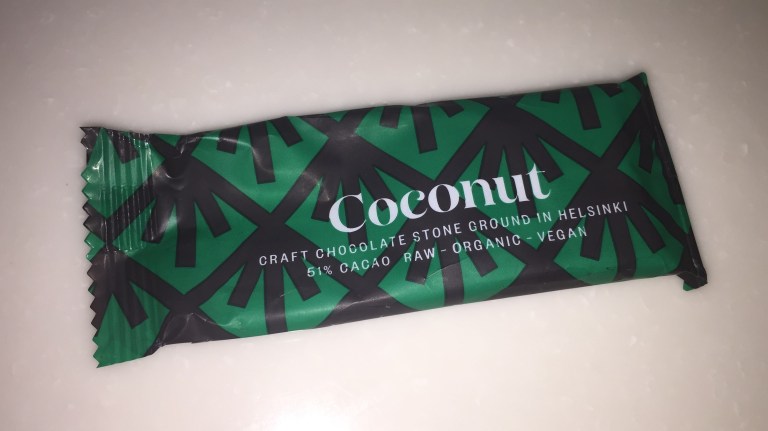 Coconut
CRAFT CHOCOLATE STONE GROUND IN HELSINKI
51% CACAO RAW - ORGANIC - VEGAN